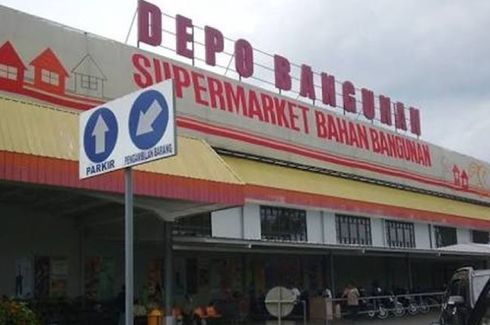 DEPO BANGUNAN
SUPERMARKET BAHAN BANGUNAN
PARKIR
PENGAMBILAN BARANG